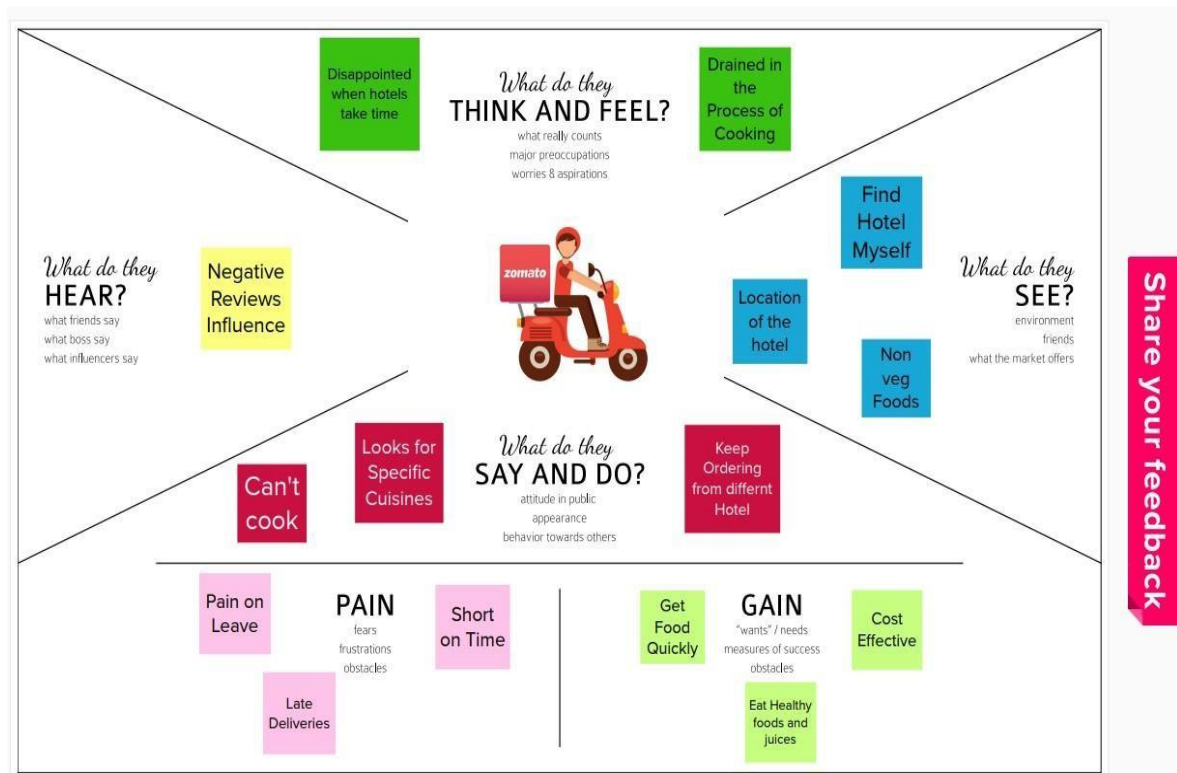 Disappointed
when hotels
take time
What do they
THINK AND FEEL?
what really counts
major preoccupations
worries & aspirations
Drained in
the
Process of
Cooking
What do they
HEAR?
what friends say
what boss say
what influencers say
Negative
Reviews
Influence
zomato
Find
Hotel
Myself
Location
of the
hotel
Non
veg
Foods
What do they
SEE?
environment
friends
what the market offers
Can't
cook
Looks for
Specific
Cuisines
What do they
SAY AND DO?
attitude in public
appearance
behavior towards others
Keep
Ordering
from differnt
Hotel
Pain on
Leave
PAIN
fears
frustrations
obstacles
Short
on Time
Late
Deliveries
Get
Food
Quickly
GAIN
"wants" / needs
measures of success
obstacles
Cost
Effective
Eat Healthy
foods and
juices
Share your feedback